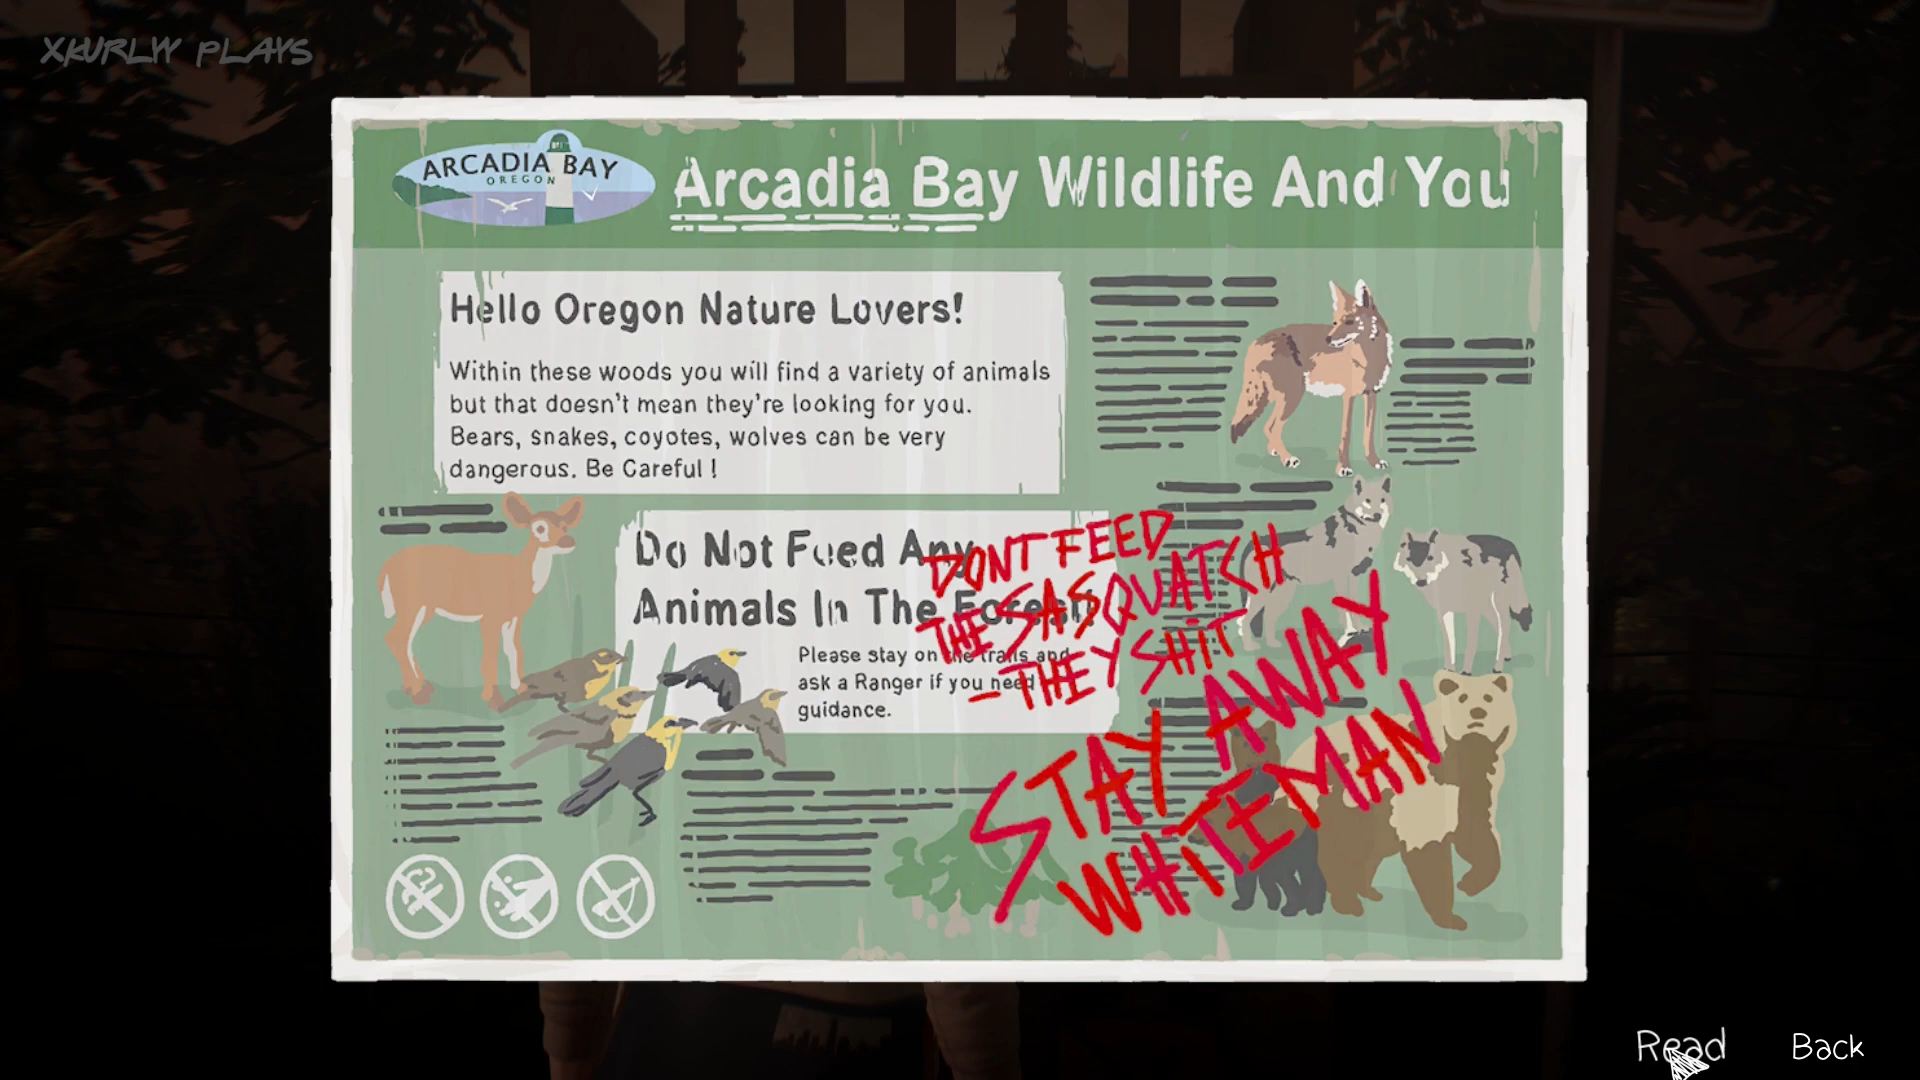 XKURLYY PLAYS
ARCADIA BAY
OREGON
Arcadia Bay Wildlife And You
Hello Oregon Nature Lovers!
Within these woods you will find a variety of animals
but that doesn't mean they're looking for you.
Bears, snakes, coyotes, wolves can be very
dangerous. Be Careful !
Do Not Feed Any
Animals In The Forest!
Please stay on the trails and
ask a Ranger if you need
guidance.
DONT FEED
THE SASQUATCH
-THEY SHiT
STAY AWAY
WHiTEMAN
Read
Back